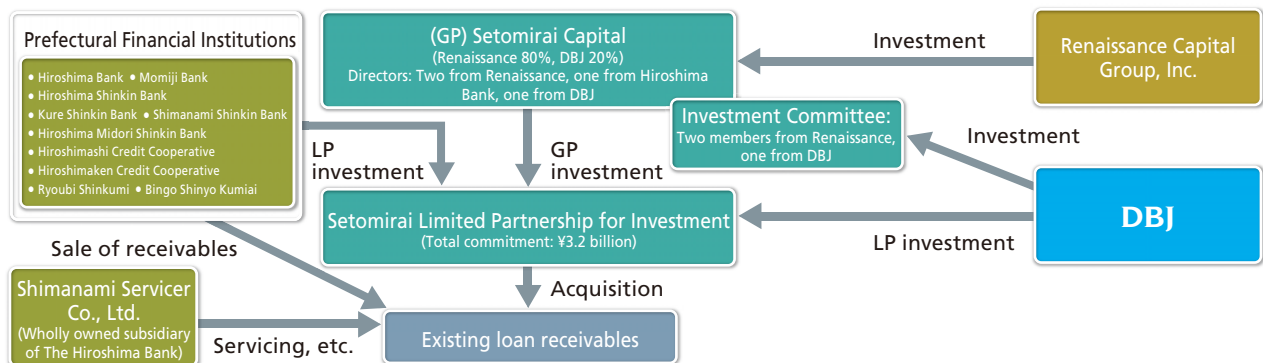 Prefectural Financial Institutions
• Hiroshima Bank • Momiji Bank
• Hiroshima Shinkin Bank
• Kure Shinkin Bank • Shimanami Shinkin Bank
• Hiroshima Midori Shinkin Bank
• Hiroshimashi Credit Cooperative
• Hiroshimaken Credit Cooperative
• Ryoubi Shinkumi • Bingo Shinyo Kumiai
(GP) Setomirai Capital
(Renaissance 80%, DBJ 20%)
Directors: Two from Renaissance, one from Hiroshima
Bank, one from DBJ
Investment
Renaissance Capital
Group, Inc.
Investment Committee:
Two members from Renaissance,
one from DBJ
Investment
LP
investment
GP
investment
Setomirai Limited Partnership for Investment
(Total commitment: ¥3.2 billion)
LP investment
DBJ
Sale of receivables
Shimanami Servicer
Co., Ltd.
(Wholly owned subsidiary
of The Hiroshima Bank)
Servicing, etc.
Acquisition
Existing loan receivables